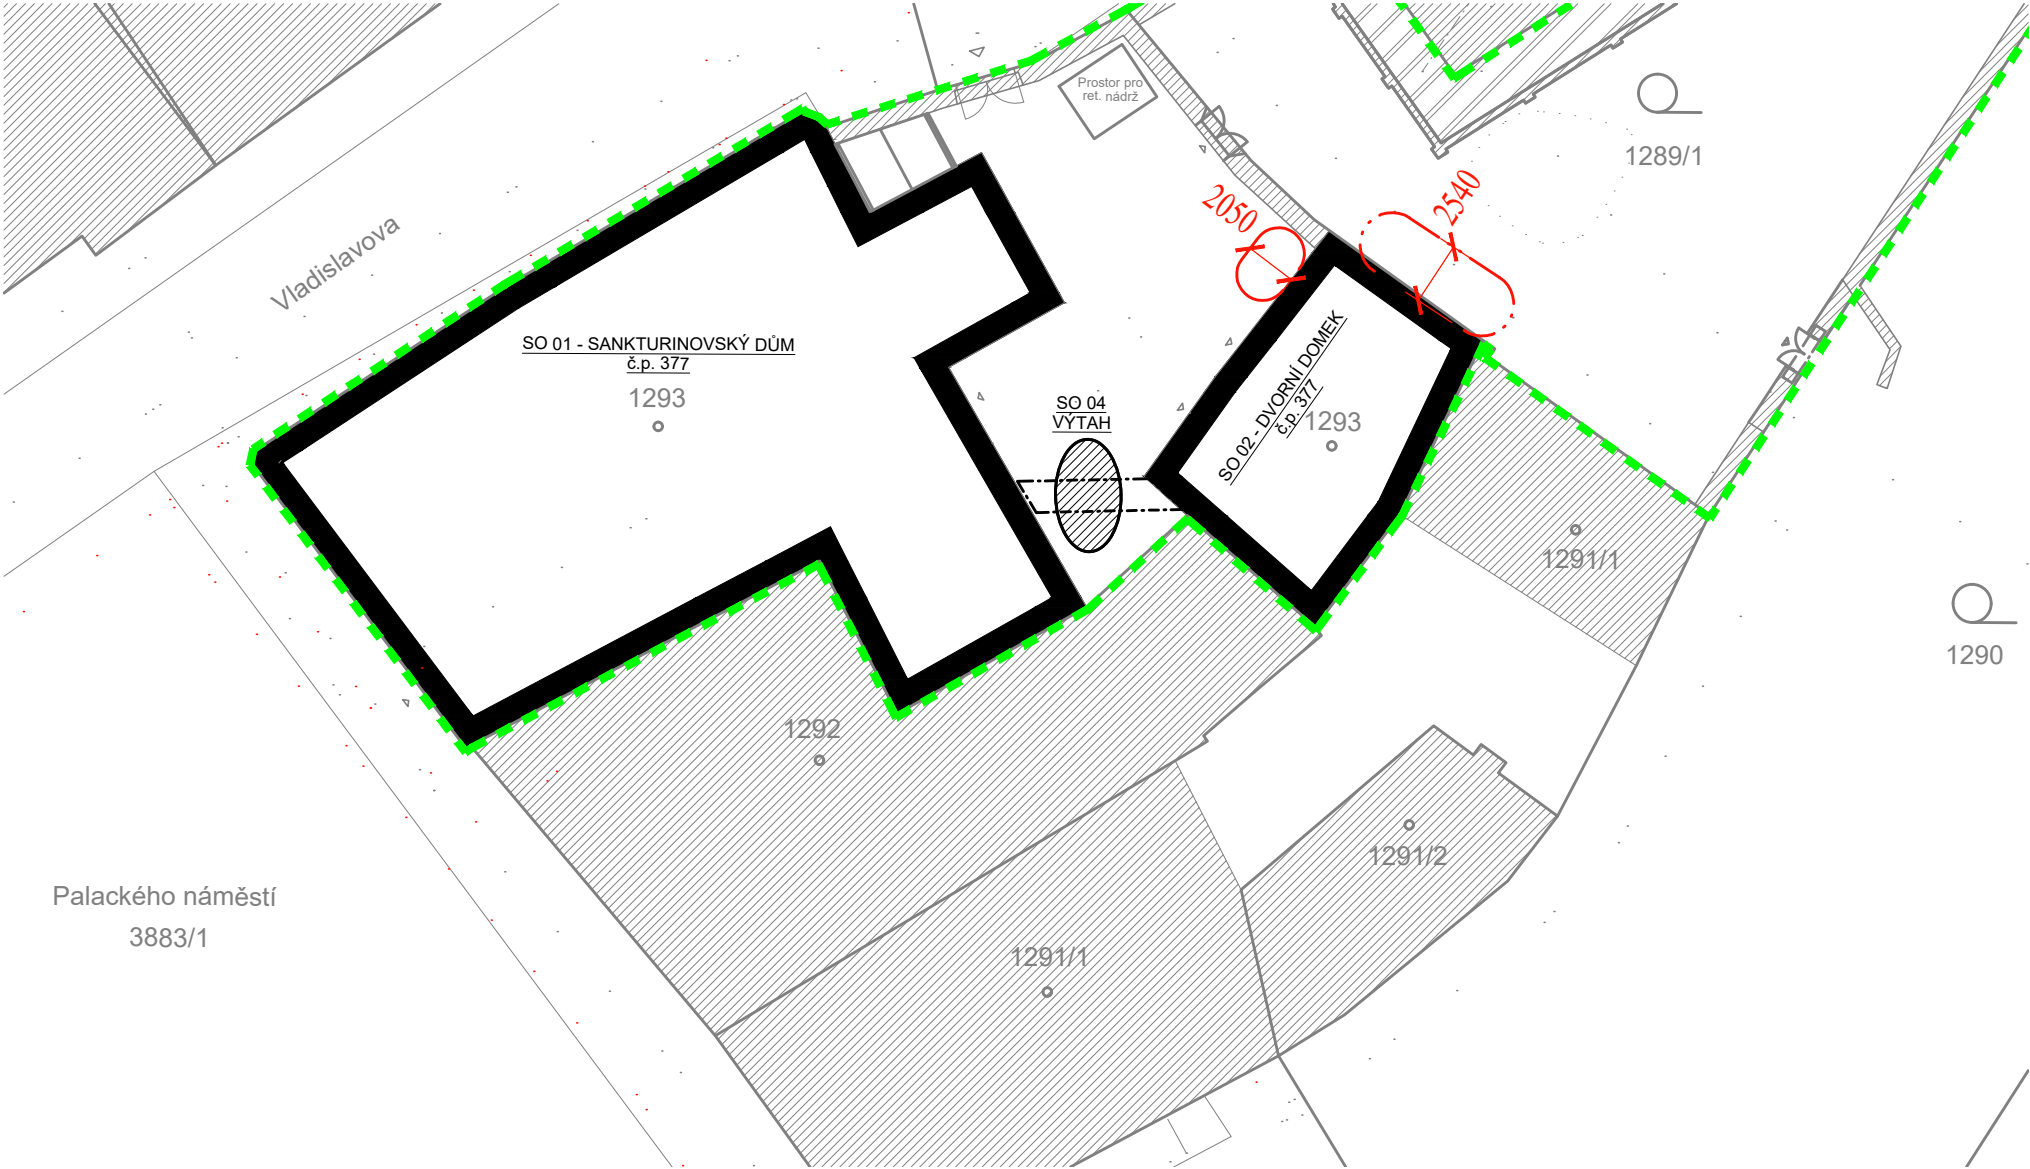 Prostor pro
ret. nádrž
1289/1
2050
2540
Vladislavova
SO 01 - SANKTURINOVSKÝ DŮM
č.p. 377
1293
SO 04
VÝTAH
SO 02 - DVORNÍ DOMEK
č.p. 377
1293
1291/1
1290
1292
1291/2
Palackého náměstí
3883/1
1291/1